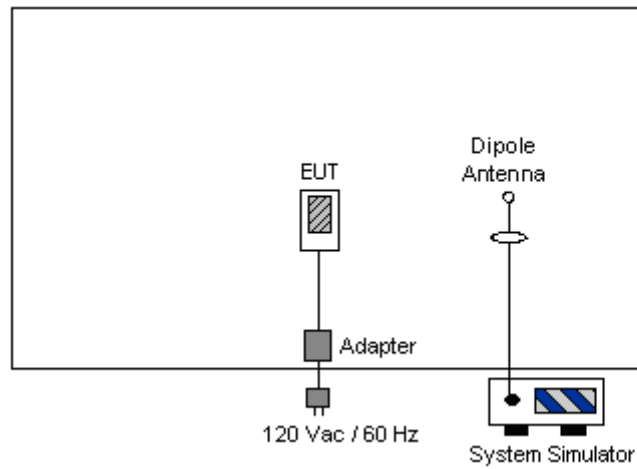 Dipole
Antenna
EUT
Adapter
120 Vac / 60 Hz
System Simulator